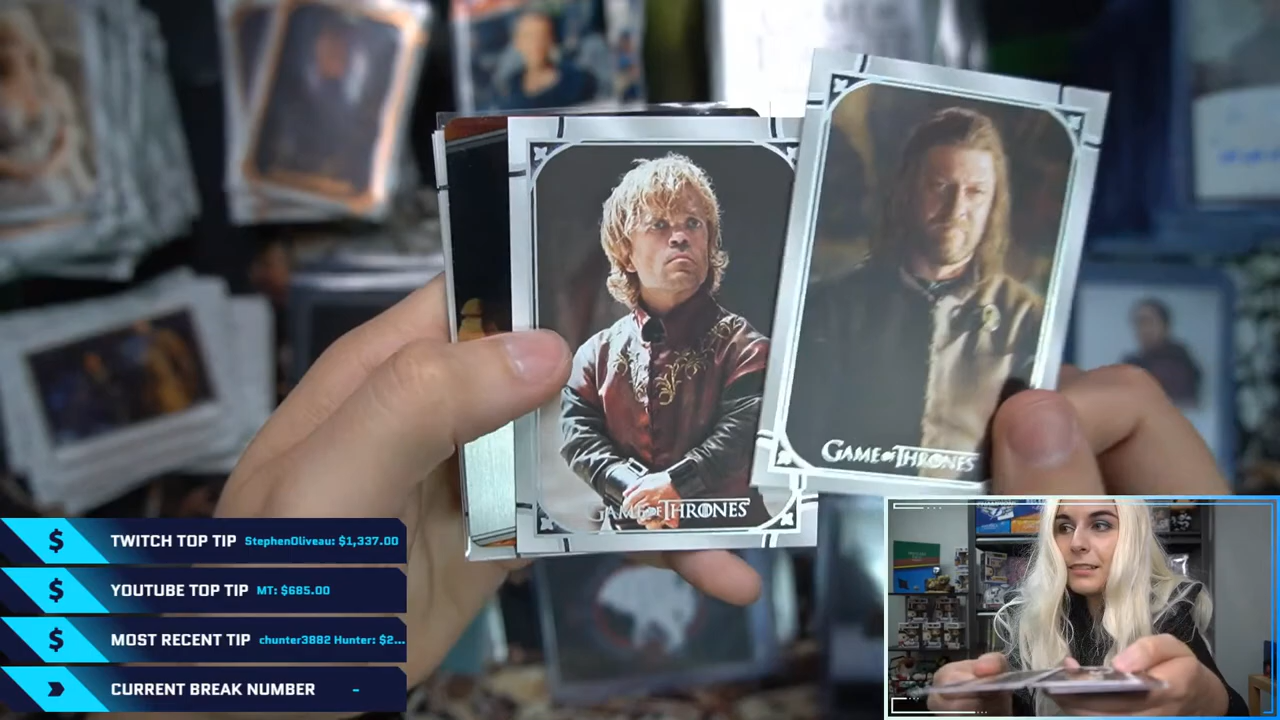 GAME OF THRONES
GAME OF THRONES
$ TWITCH TOP TIP StephenOliveau: $1,337.00
$ YOUTUBE TOP TIP MT: $685.00
$ MOST RECENT TIP chunter3882 Hunter: $2...
CURRENT BREAK NUMBER -